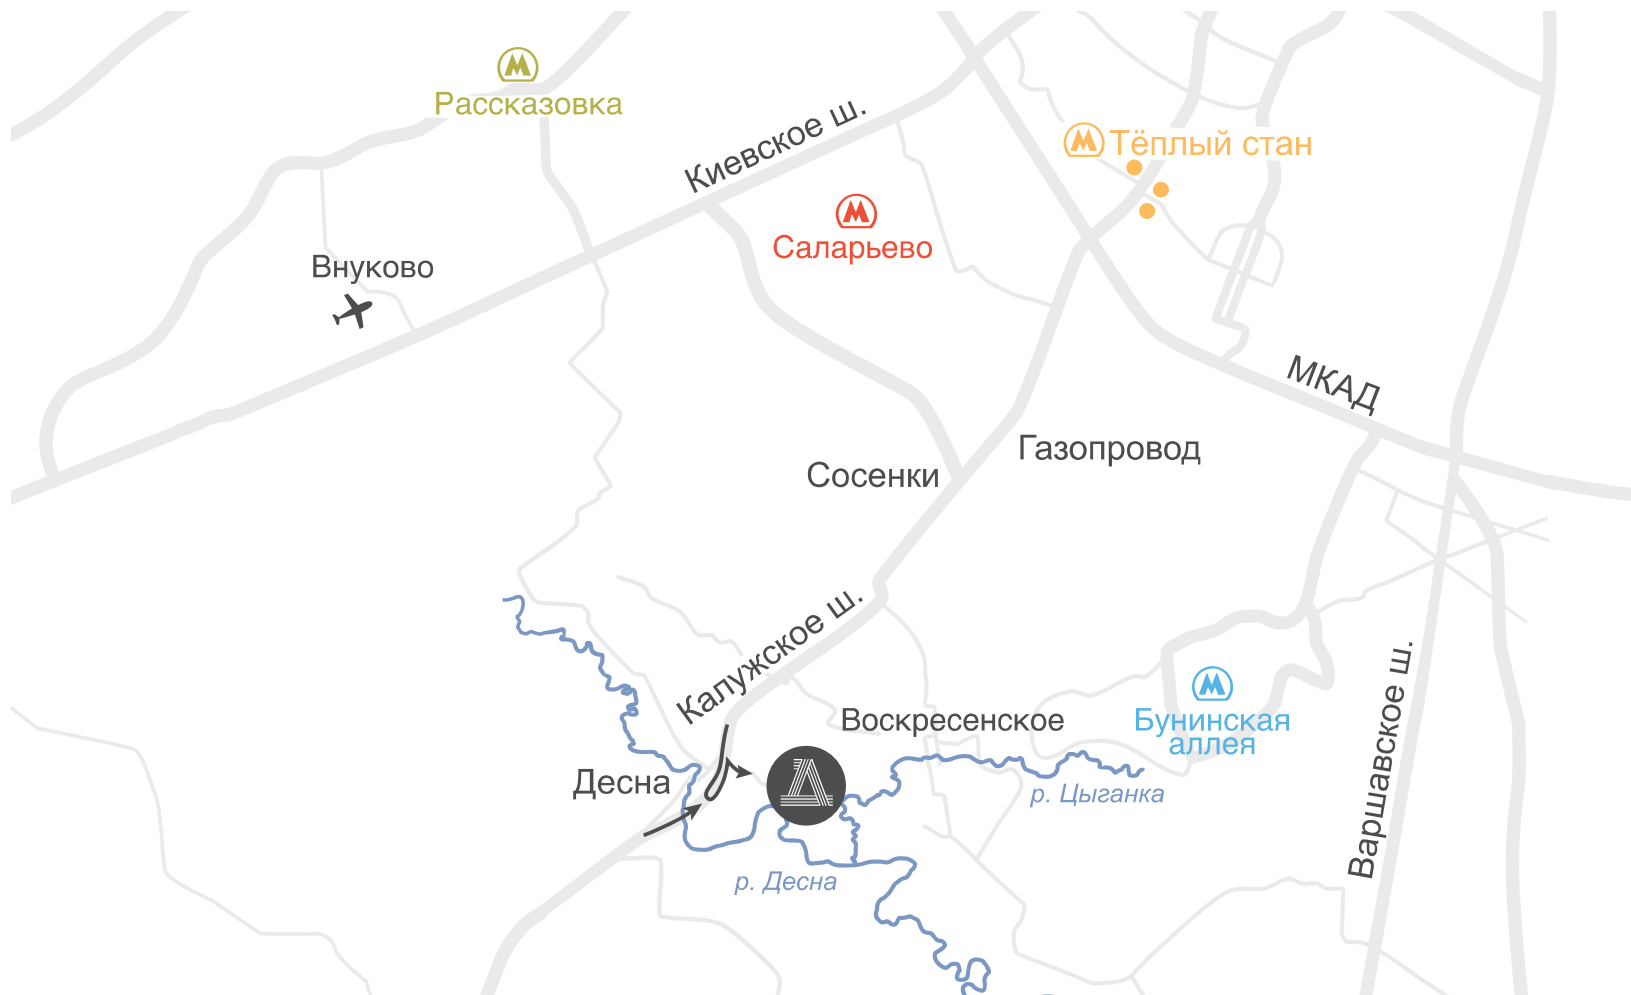 Рассказовка
Киевское ш.
Тёплый стан
Саларьево
Внуково
МКАД
Газопровод
Сосенки
Калужское ш.
Воскресенское
Бунинская
аллея
Варшавское ш.
Десна
р. Цыганка
р. Десна